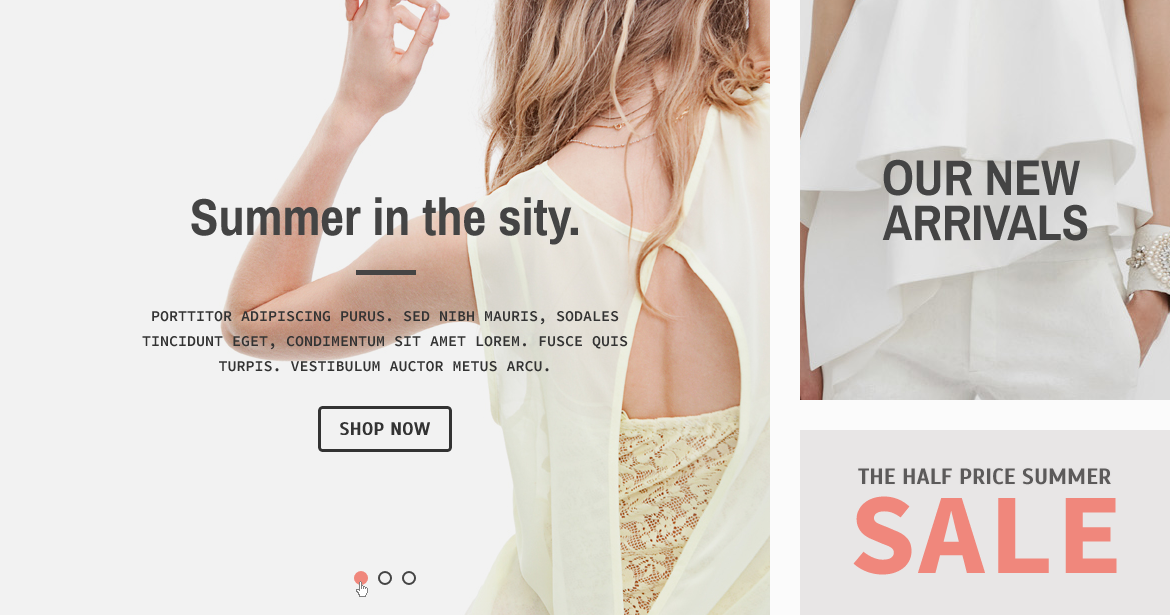 Summer in the sity.
PORTTITOR ADIPISCING PURUS. SED NIBH MAURIS, SODALES
TINCIDUNT EGET, CONDIMENTUM SIT AMET LOREM. FUSCE QUIS
TURPIS. VESTIBULUM AUCTOR METUS ARCU.
SHOP NOW
OUR NEW
ARRIVALS
THE HALF PRICE SUMMER
SALE